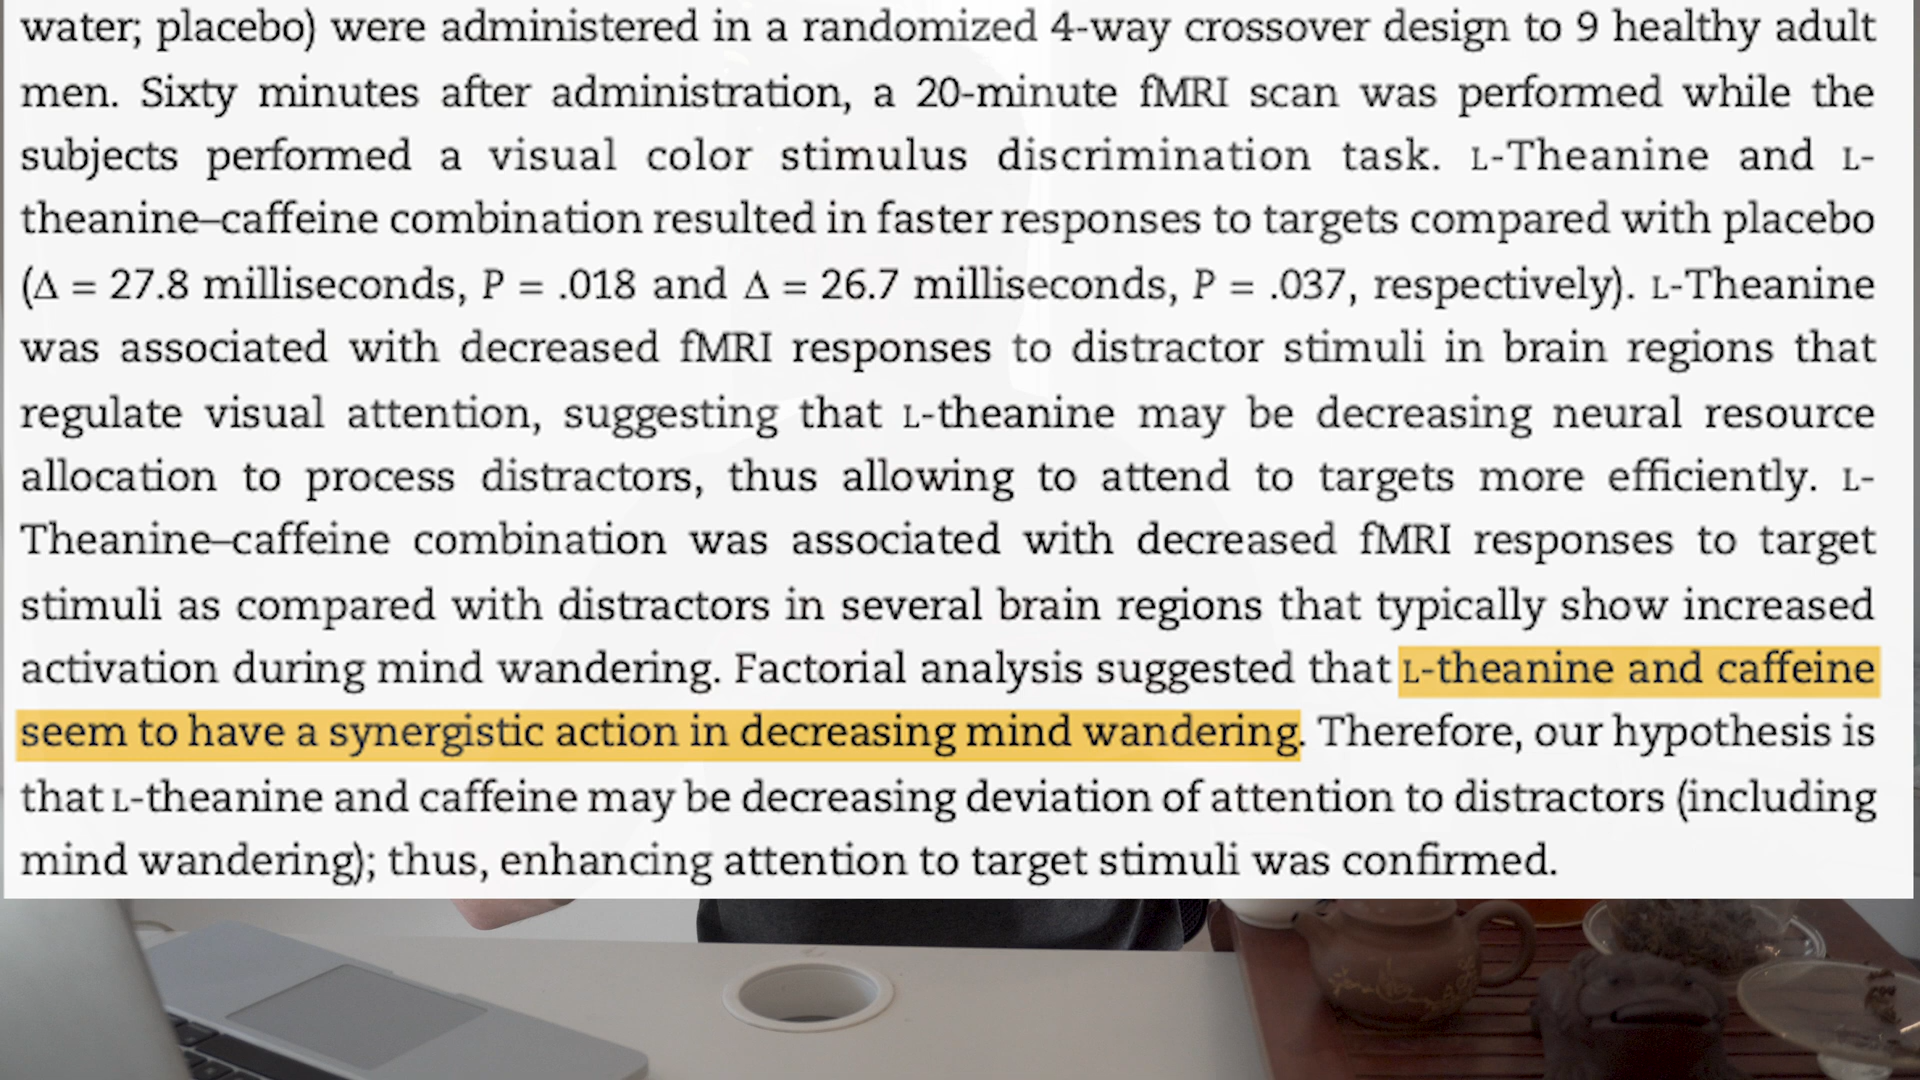 water; placebo) were administered in a randomized 4-way crossover design to 9 healthy adult
men. Sixty minutes after administration, a 20-minute fMRI scan was performed while the
subjects performed a visual color stimulus discrimination task. L-Theanine and L-
theanine–caffeine combination resulted in faster responses to targets compared with placebo
(Δ = 27.8 milliseconds, P = .018 and Δ = 26.7 milliseconds, P = .037, respectively). L-Theanine
was associated with decreased fMRI responses to distractor stimuli in brain regions that
regulate visual attention, suggesting that L-theanine may be decreasing neural resource
allocation to process distractors, thus allowing to attend to targets more efficiently. L-
Theanine–caffeine combination was associated with decreased fMRI responses to target
stimuli as compared with distractors in several brain regions that typically show increased
activation during mind wandering. Factorial analysis suggested that L-theanine and caffeine
seem to have a synergistic action in decreasing mind wandering. Therefore, our hypothesis is
that L-theanine and caffeine may be decreasing deviation of attention to distractors (including
mind wandering); thus, enhancing attention to target stimuli was confirmed.